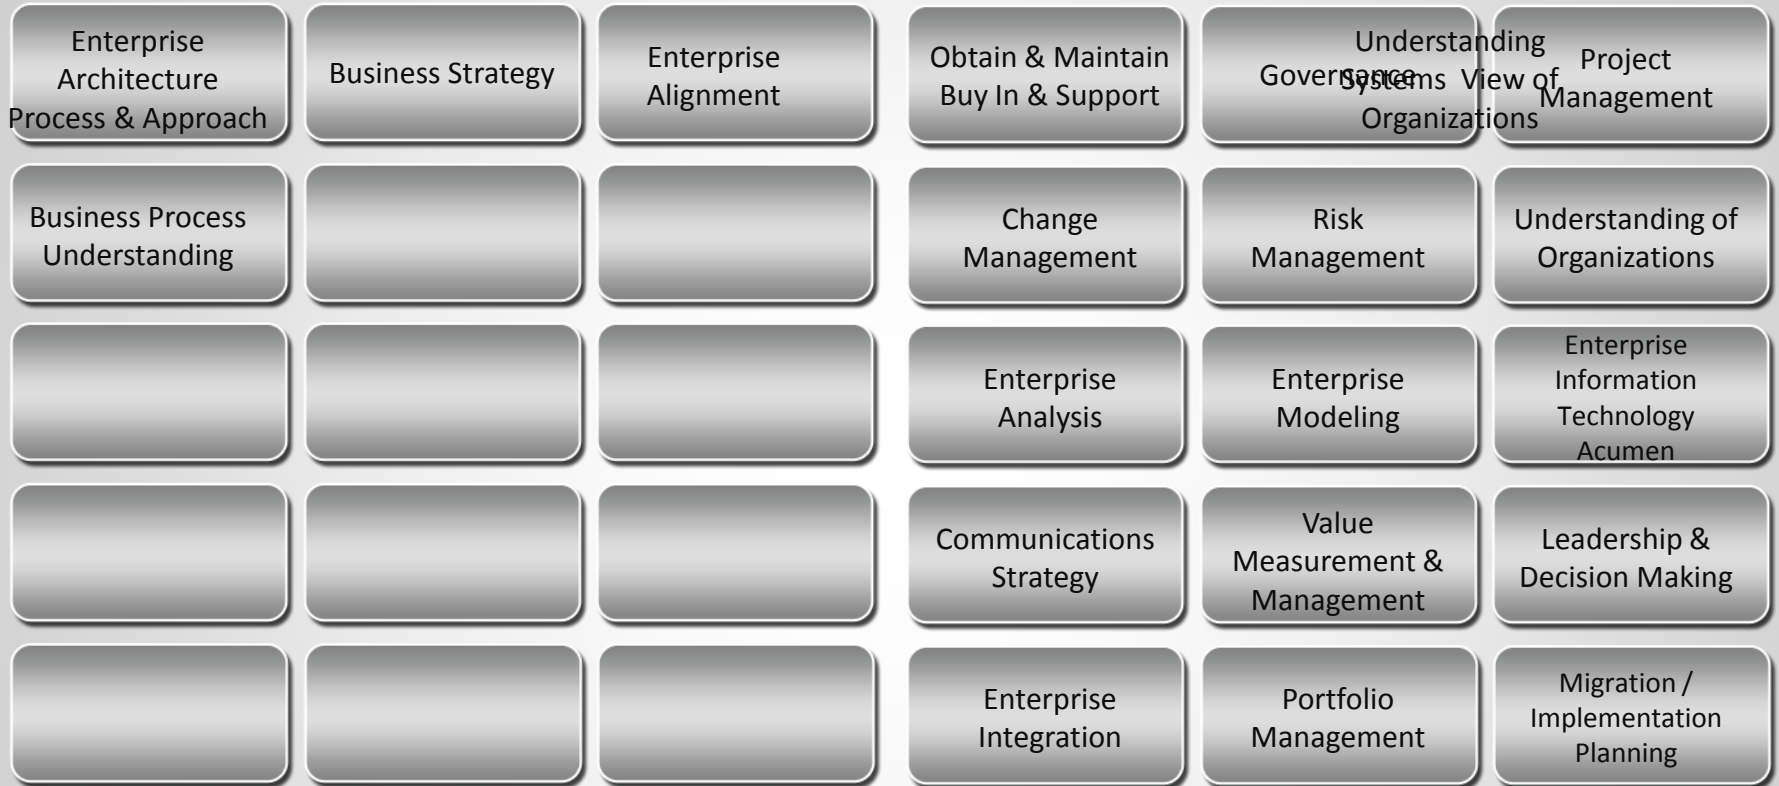 Enterprise
Architecture
Process & Approach
Business Strategy
Enterprise
Alignment
Obtain & Maintain
Buy In & Support
Governance
Understanding
Systems View of
Organizations
Project
Management
Business Process
Understanding
Change
Management
Risk
Management
Understanding of
Organizations
Enterprise
Analysis
Enterprise
Modeling
Enterprise
Information
Technology
Acumen
Communications
Strategy
Value
Measurement &
Management
Leadership &
Decision Making
Enterprise
Integration
Portfolio
Management
Migration /
Implementation
Planning